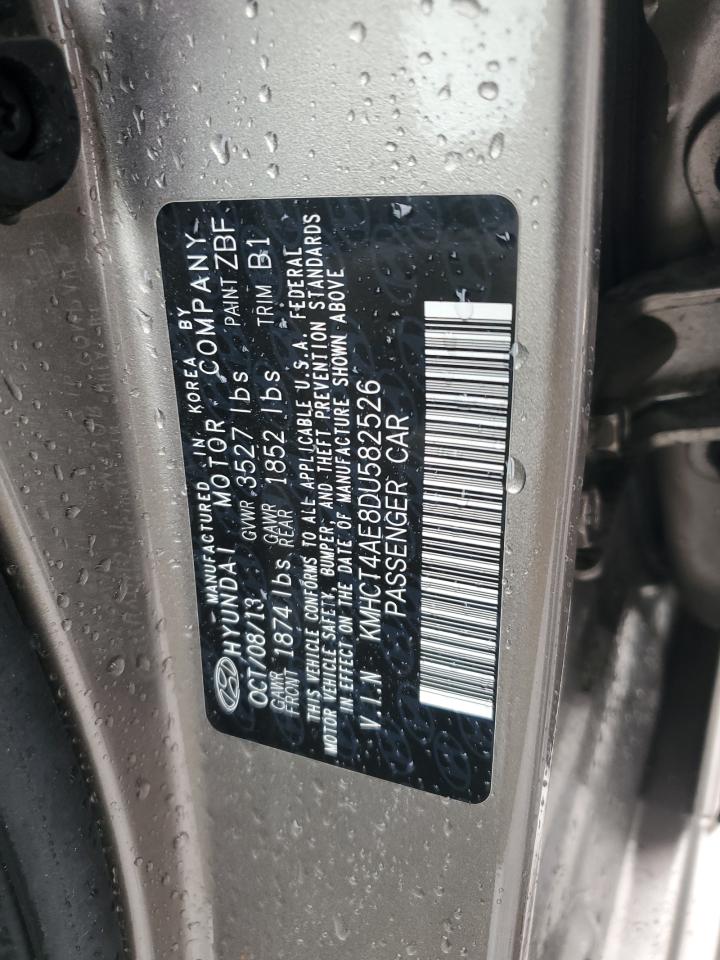 MANUFACTURED IN KOREA BY
HYUNDAI MOTOR COMPANY
OCT/08/13 GVWR 3527 lbs PAINT ZBF
GAWR FRONT 1874 lbs GAWR REAR 1852 lbs TRIM B1
THIS VEHICLE CONFORMS TO ALL APPLICABLE U.S.A. FEDERAL
MOTOR VEHICLE SAFETY, BUMPER, AND THEFT PREVENTION STANDARDS
IN EFFECT ON THE DATE OF MANUFACTURE SHOWN ABOVE
V.I.N KMHCT4AE8DU582526
PASSENGER CAR